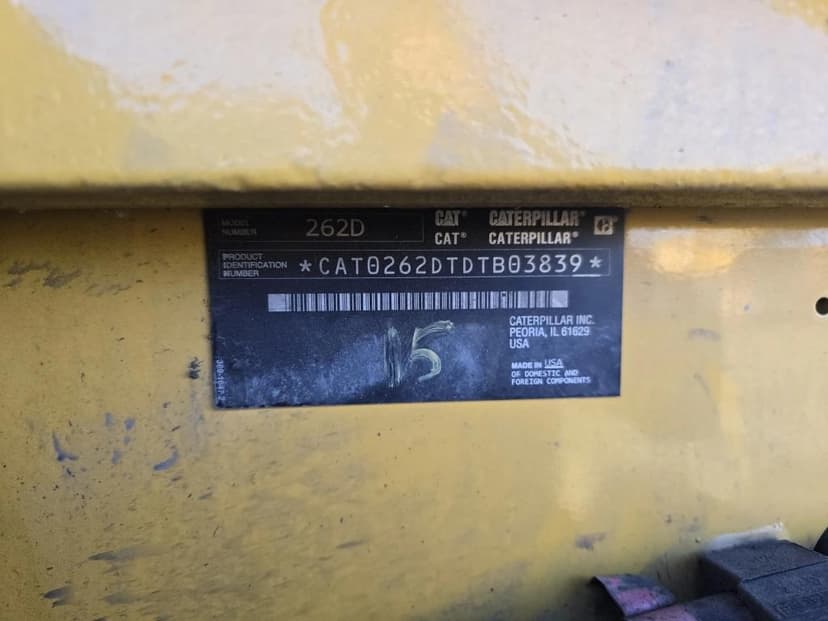 MODEL NUMBER 262D CAT® CATERPILLAR®
CAT® CATERPILLAR®
PRODUCT IDENTIFICATION NUMBER *CAT0262DTDTB03839*
CATERPILLAR INC.
PEORIA, IL 61629
USA
15
MADE IN USA
OF DOMESTIC AND
FOREIGN COMPONENTS